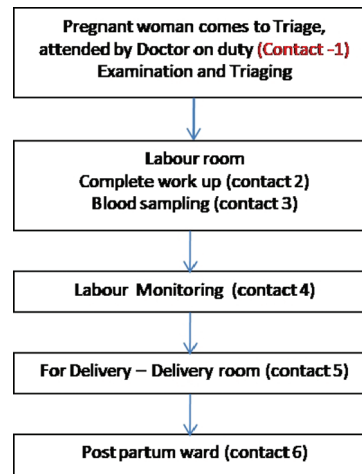 Pregnant woman comes to Triage,
attended by Doctor on duty (Contact -1)
Examination and Triaging
Labour room
Complete work up (contact 2)
Blood sampling (contact 3)
Labour Monitoring (contact 4)
For Delivery – Delivery room (contact 5)
Post partum ward (contact 6)